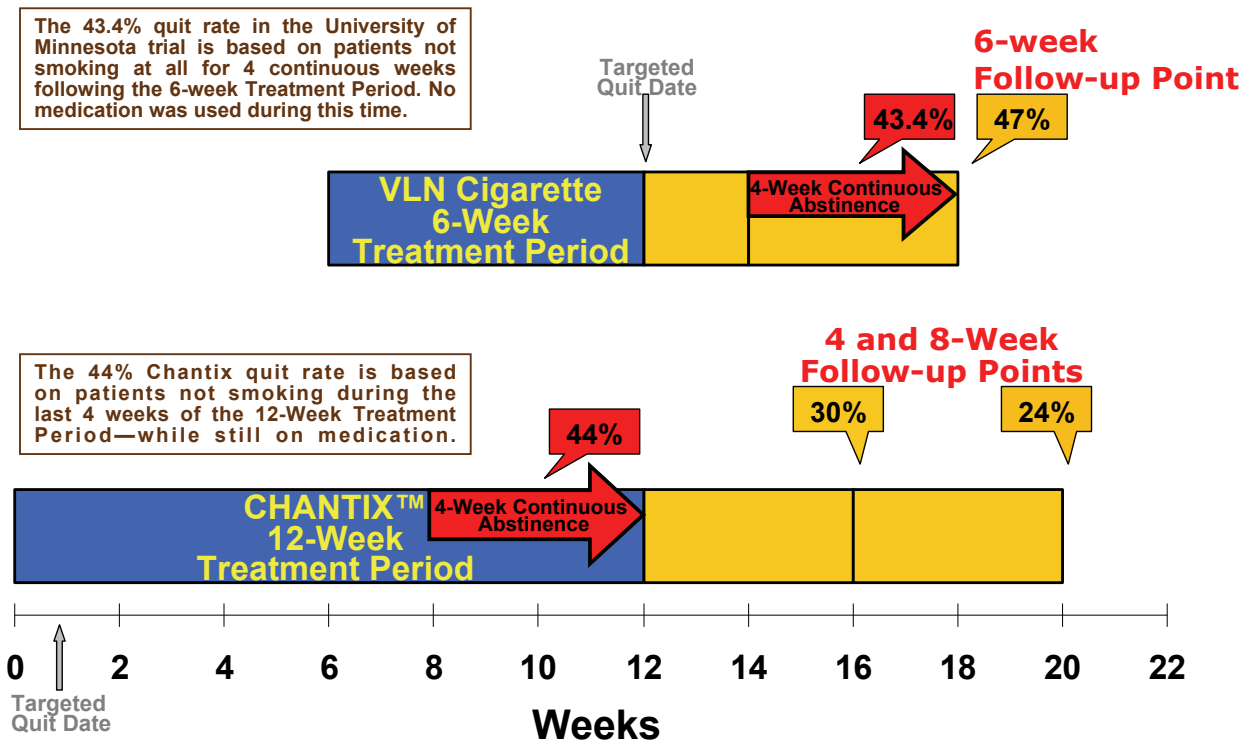 The 43.4% quit rate in the University of
Minnesota trial is based on patients not
smoking at all for 4 continuous weeks
following the 6-week Treatment Period. No
medication was used during this time.
Targeted
Quit Date
6-week
Follow-up Point
43.4%
47%
VLN Cigarette
6-Week
Treatment Period
4-Week Continuous
Abstinence
The 44% Chantix quit rate is based
on patients not smoking during the
last 4 weeks of the 12-Week Treatment
Period—while still on medication.
4 and 8-Week
Follow-up Points
44%
30%
24%
CHANTIX™
12-Week
Treatment Period
4-Week Continuous
Abstinence
0 2 4 6 8 10 12 14 16 18 20 22
Targeted
Quit Date
Weeks